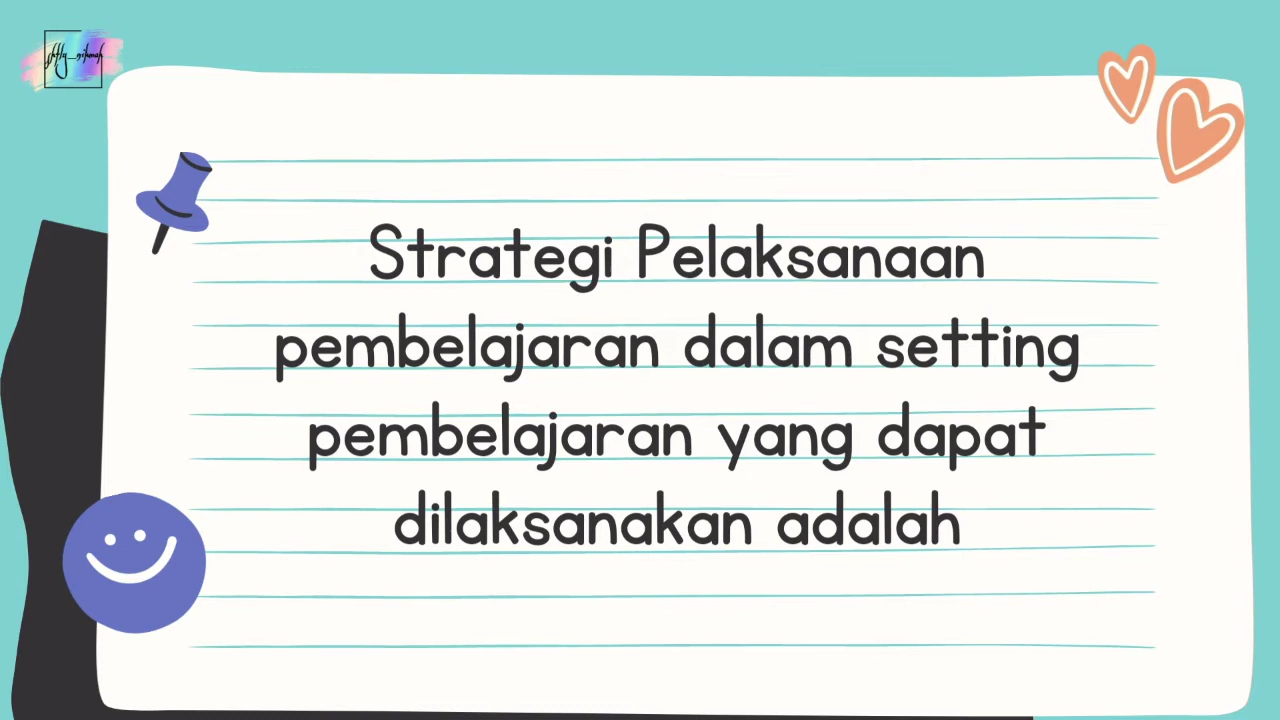 Strategi Pelaksanaan
pembelajaran dalam setting
pembelajaran yang dapat
dilaksanakan adalah